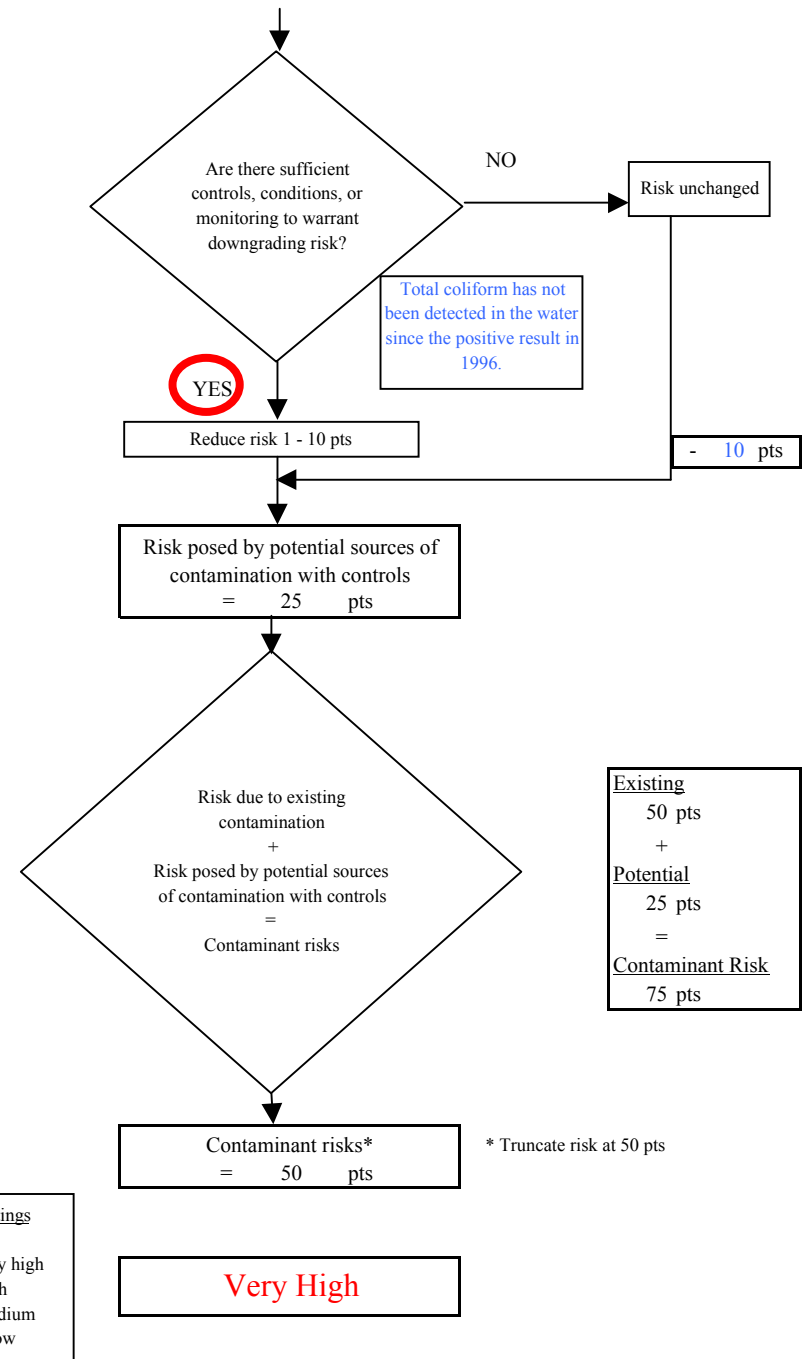 Are there sufficient
controls, conditions, or
monitoring to warrant
downgrading risk?
NO
Risk unchanged
Total coliform has not
been detected in the water
since the positive result in
1996.
YES
Reduce risk 1 - 10 pts
- 10 pts
Risk posed by potential sources of
contamination with controls
= 25 pts
Risk due to existing
contamination
+
Risk posed by potential sources
of contamination with controls
=
Contaminant risks
Existing
50 pts
+
Potential
25 pts
=
Contaminant Risk
75 pts
Contaminant risks*
= 50 pts
* Truncate risk at 50 pts
high
Very High